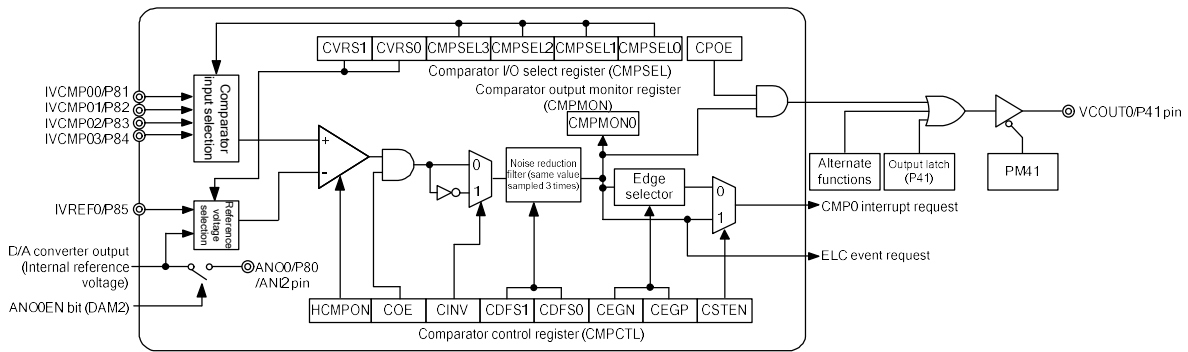 CVRS1 CVRS0 CMPSEL3 CMPSEL2 CMPSEL1 CMPSEL0 CPOE
Comparator I/O select register (CMPSEL)
Comparator output monitor register
(CMPMON)
CMPMON0
IVCMP00/P81
IVCMP01/P82
IVCMP02/P83
IVCMP03/P84
Comparator
input selection
VCOUT0/P41 pin
+
-
0
1
Noise reduction
filter (same value
sampled 3 times)
Edge
selector
0
1
Alternate
functions
Output latch
(P41)
PM41
IVREF0/P85
Reference
voltage
selection
CMP0 interrupt request
ELC event request
D/A converter output
(Internal reference
voltage)
ANO0/P80
/ANI2 pin
ANO0EN bit (DAM2)
HCMPON COE CINV CDFS1 CDFS0 CEGN CEGP CSTEN
Comparator control register (CMPCTL)